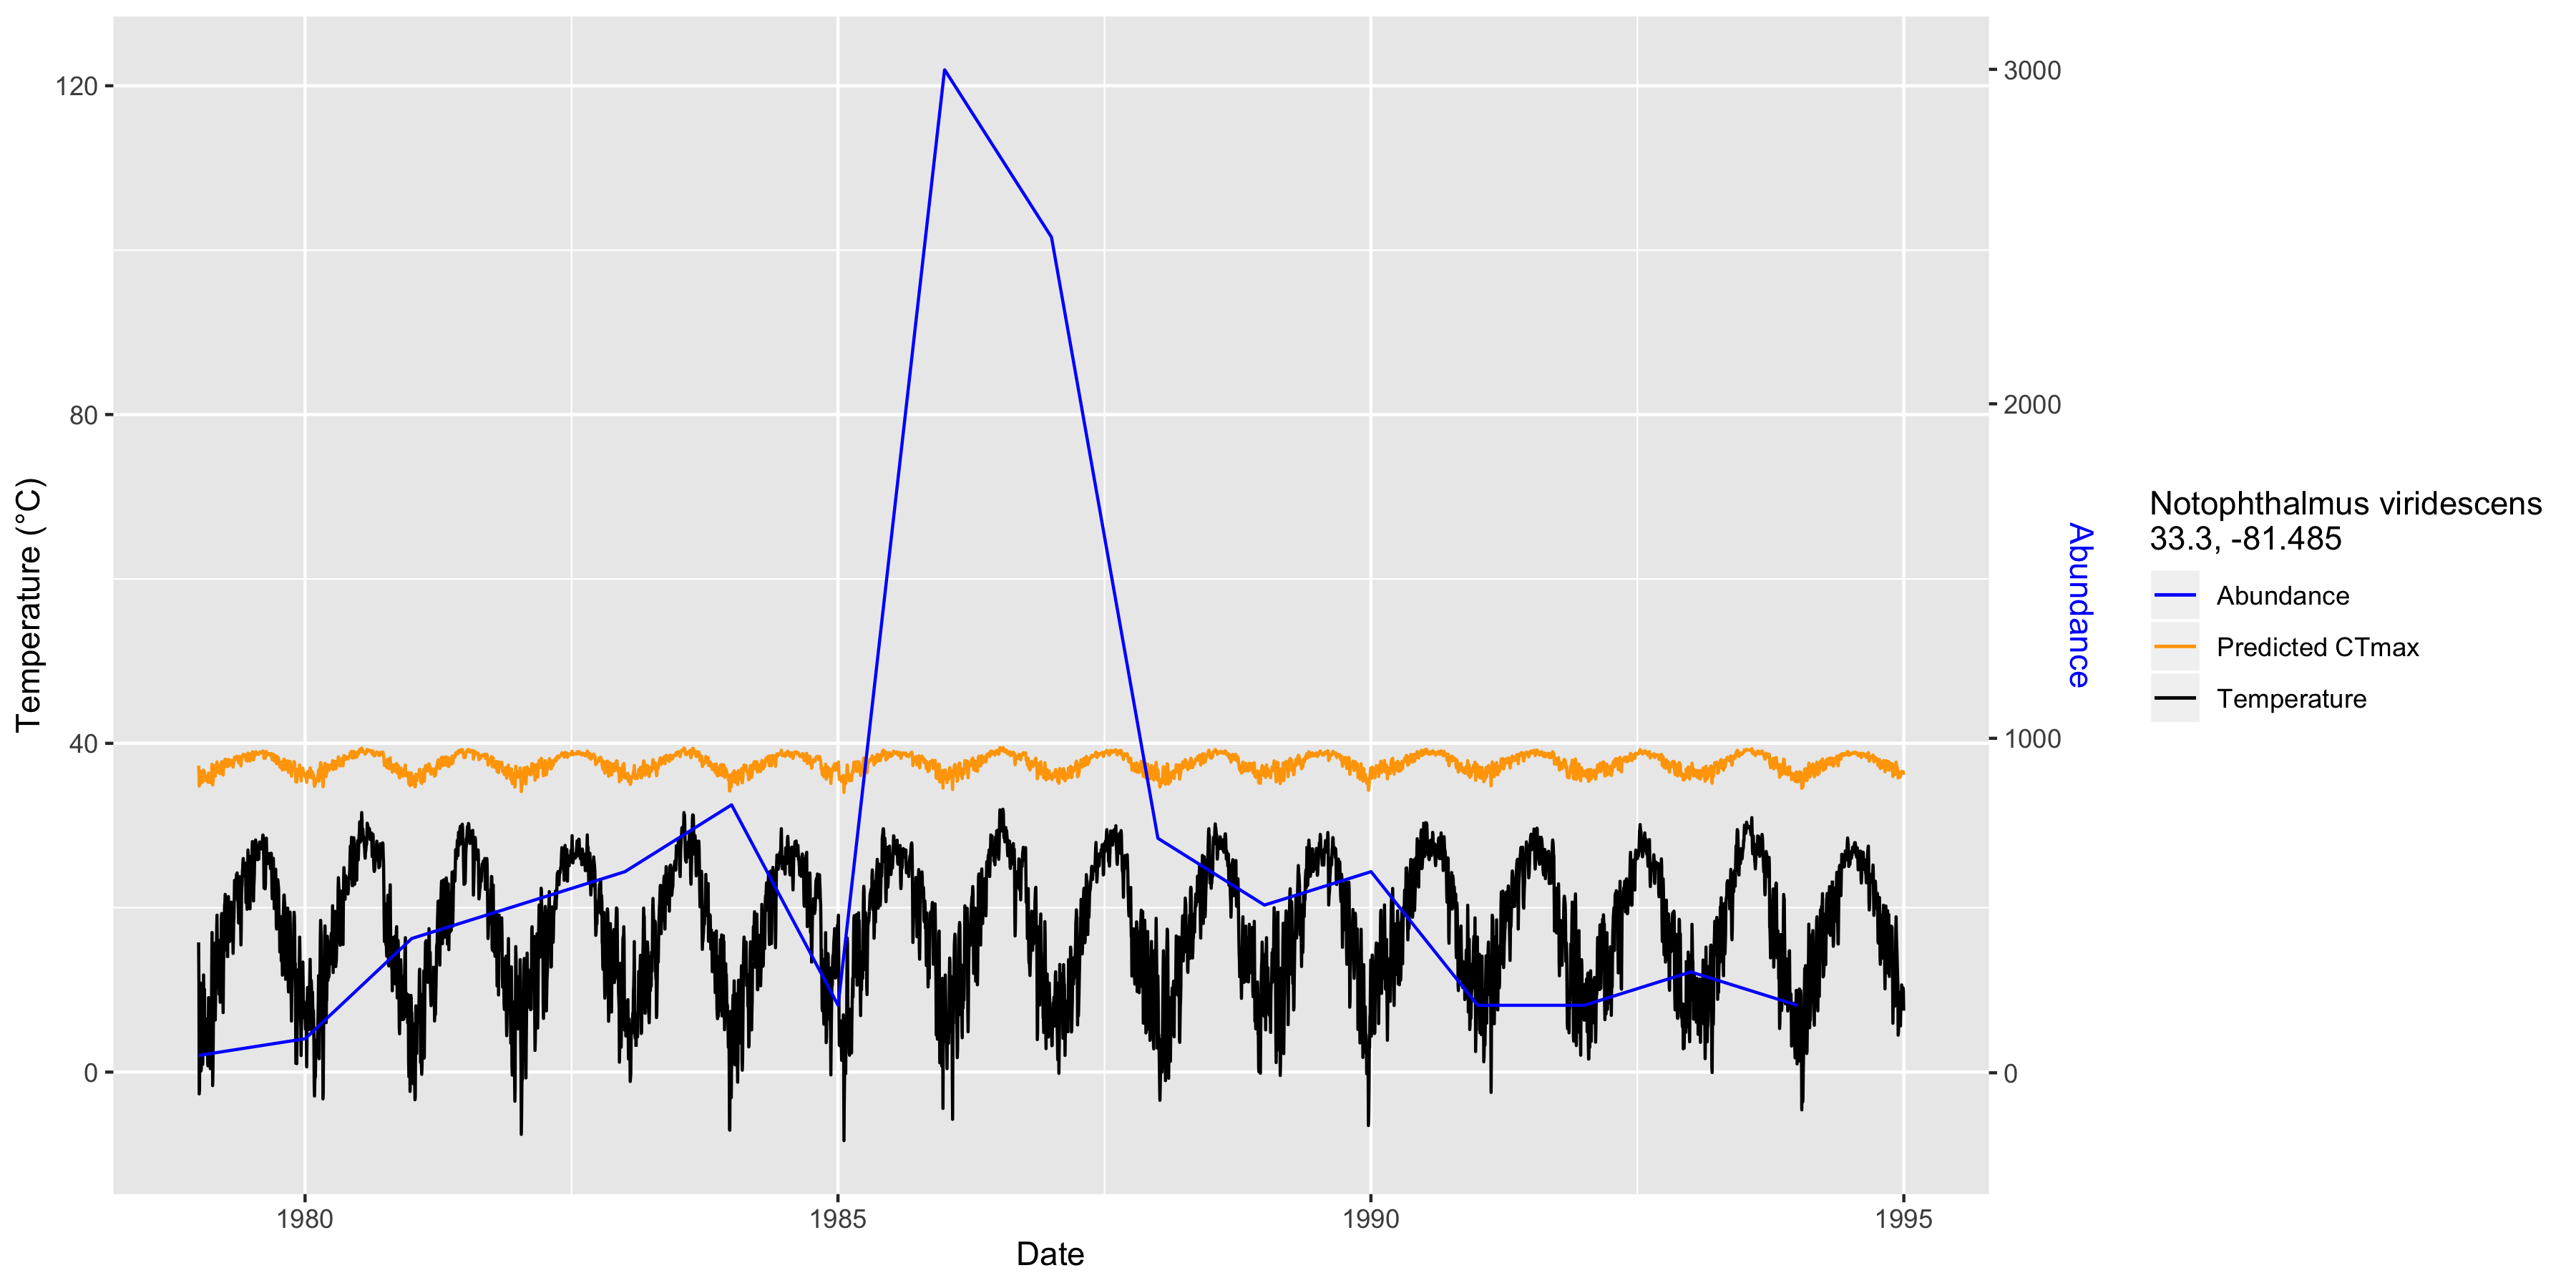 120
80
40
0
Temperature (°C)
1980
1985
1990
1995
Date
3000
2000
1000
0
Abundance
Notophthalmus viridescens
33.3, -81.485
Abundance
Predicted CTmax
Temperature